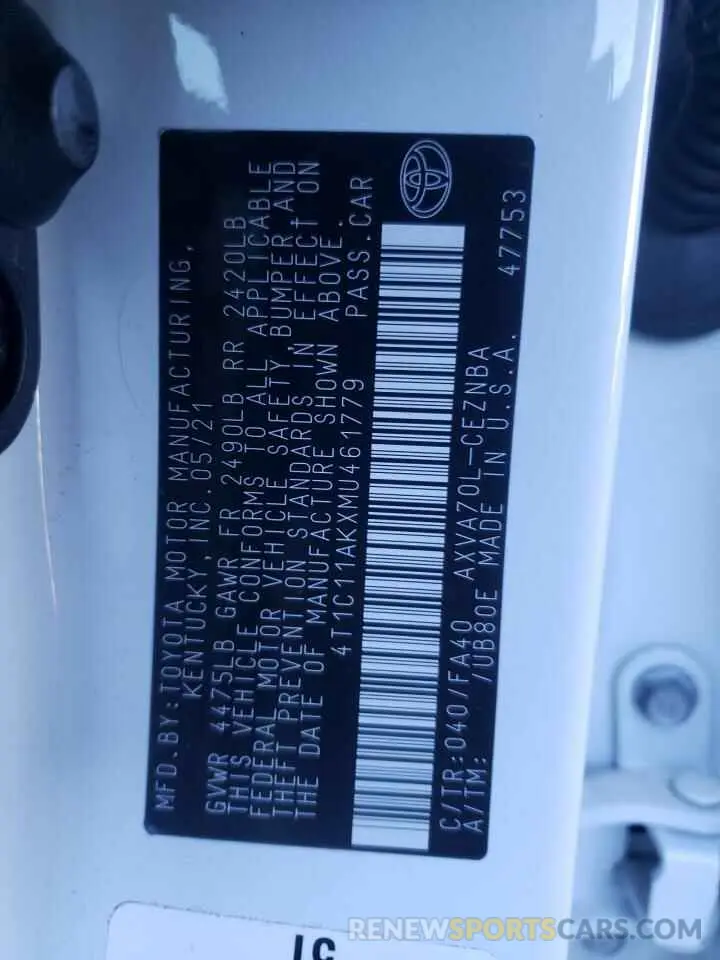 MFD.BY:TOYOTA MOTOR MANUFACTURING,
KENTUCKY, INC.05/21
GVWR 4475LB GAWR FR 2490LB RR 2420LB
THIS VEHICLE CONFORMS TO ALL APPLICABLE
FEDERAL MOTOR VEHICLE SAFETY, BUMPER, AND
THEFT PREVENTION STANDARDS IN EFFECT ON
THE DATE OF MANUFACTURE SHOWN ABOVE.
4T1C11AKXMU461779 PASS.CAR
C/TR:040/FA40 AXVA70L-CEZNBA
A/TM: /UB80E MADE IN U.S.A. 47753
RENEWSPORTSCARS.COM